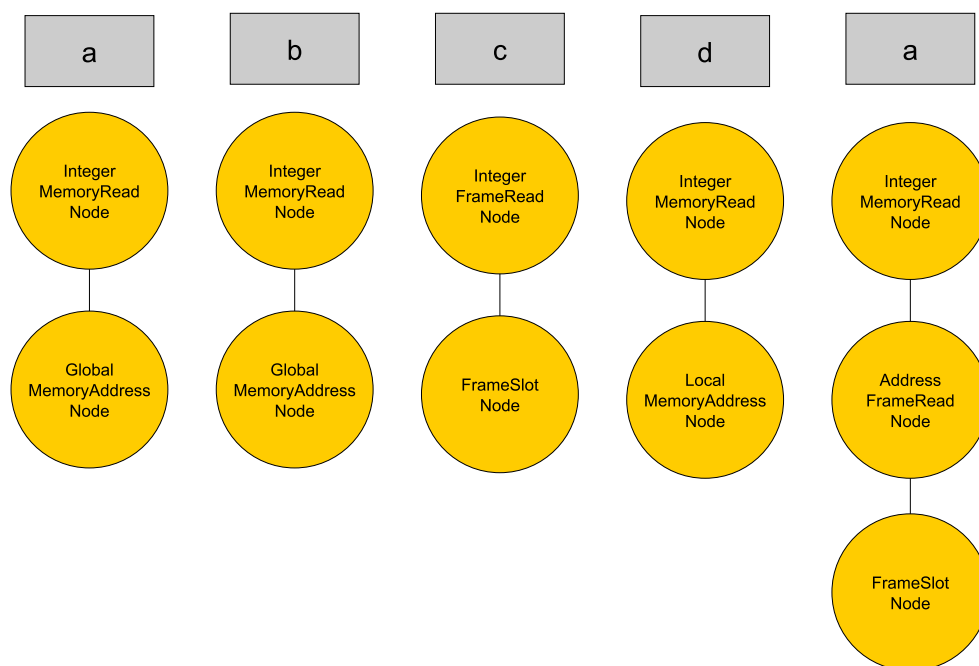 a
b
c
d
a
Integer
MemoryRead
Node
Integer
MemoryRead
Node
Integer
FrameRead
Node
Integer
MemoryRead
Node
Integer
MemoryRead
Node
Global
MemoryAddress
Node
Global
MemoryAddress
Node
FrameSlot
Node
Local
MemoryAddress
Node
Address
FrameRead
Node
FrameSlot
Node